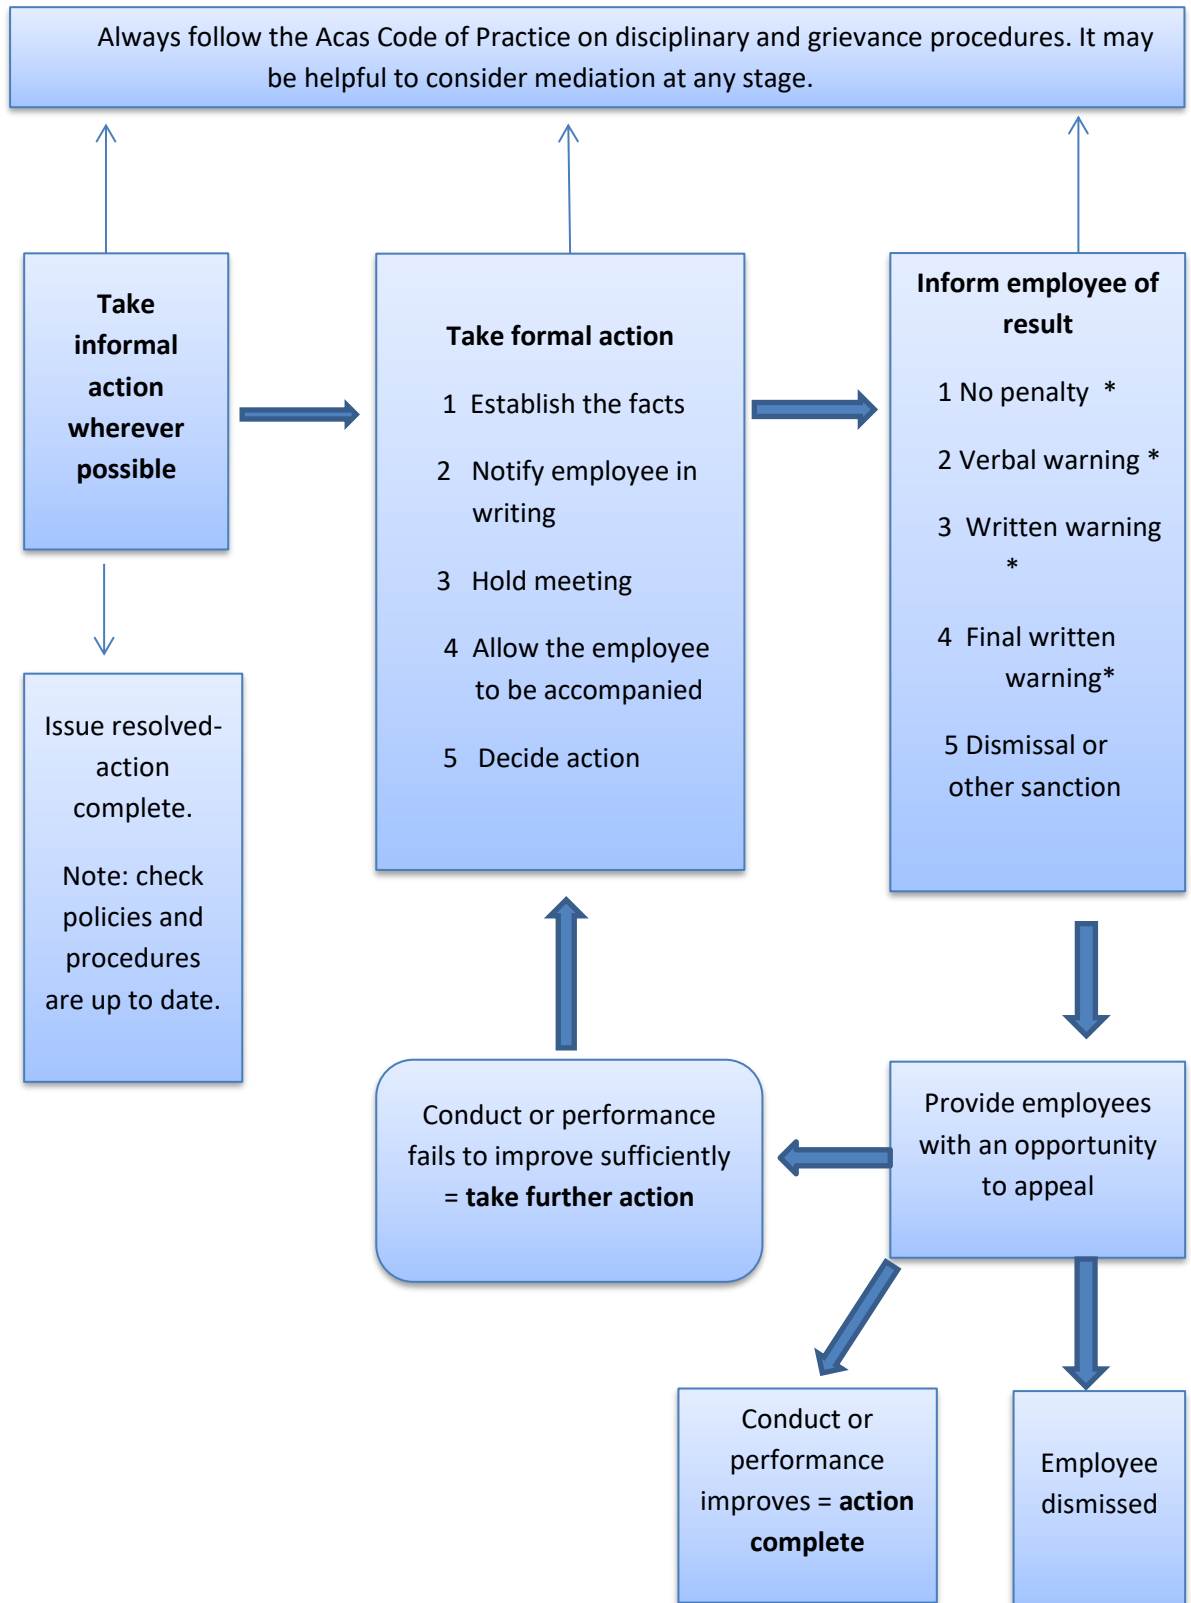 Always follow the Acas Code of Practice on disciplinary and grievance procedures. It may
be helpful to consider mediation at any stage.
Take
informal
action
wherever
possible
Issue resolved-
action
complete.
Note: check
policies and
procedures
are up to date.
Take formal action
1 Establish the facts
2 Notify employee in
writing
3 Hold meeting
4 Allow the employee
to be accompanied
5 Decide action
Inform employee of
result
1 No penalty *
2 Verbal warning *
3 Written warning
*
4 Final written
warning*
5 Dismissal or
other sanction
Provide employees
with an opportunity
to appeal
Conduct or performance
fails to improve sufficiently
= take further action
Conduct or
performance
improves = action
complete
Employee
dismissed